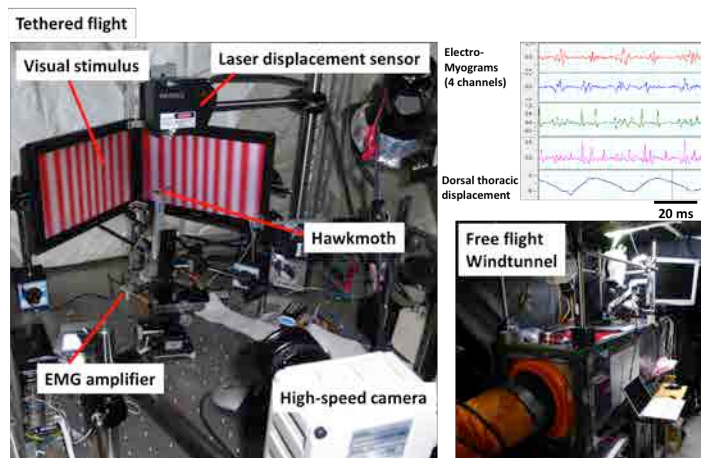 Tethered flight
Visual stimulus
Laser displacement sensor
Hawkmoth
EMG amplifier
High-speed camera
Electro-
Myograms
(4 channels)
Dorsal thoracic
displacement
20 ms
Free flight
Windtunnel